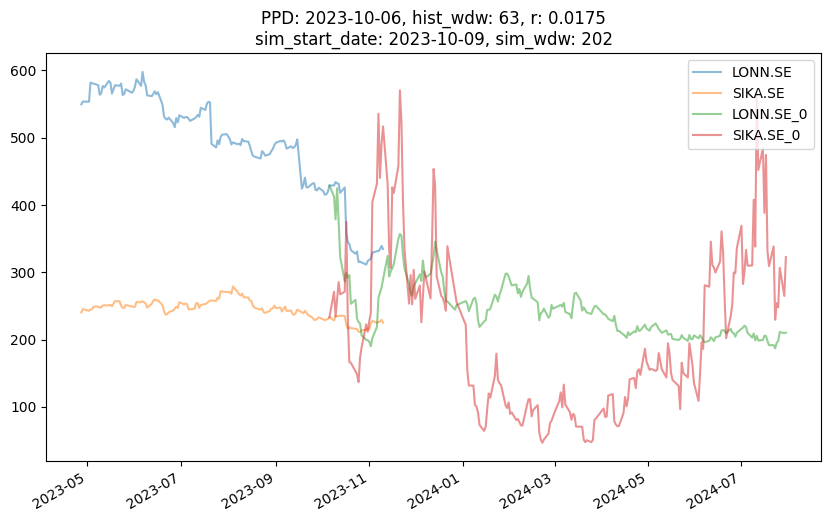 PPD: 2023-10-06, hist_wdw: 63, r: 0.0175
sim_start_date: 2023-10-09, sim_wdw: 202
LONN.SE
SIKA.SE
LONN.SE_0
SIKA.SE_0
600
500
400
300
200
100
2023-05
2023-07
2023-09
2023-11
2024-01
2024-03
2024-05
2024-07